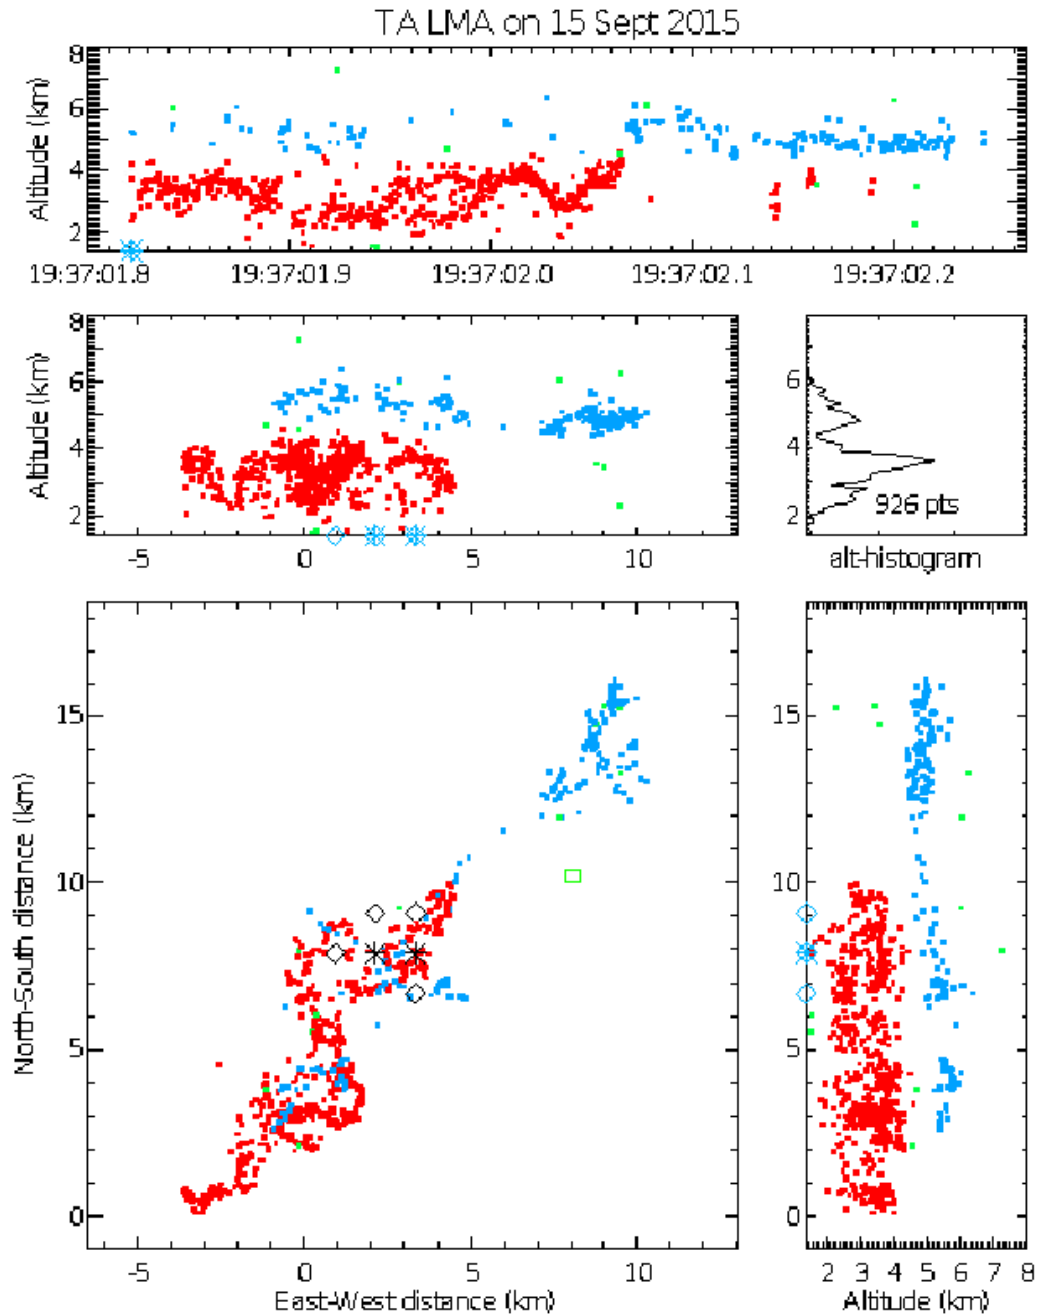 TA LMA on 15 Sept 2015
Altitude (km)
8
6
4
2
19:37:01.8 19:37:01.9 19:37:02.0 19:37:02.1 19:37:02.2
Altitude (km)
8
6
4
2
-5 0 5 10
6
4
2
926 pts
alt-histogram
North-South distance (km)
15
10
5
0
-5 0 5 10
East-West distance (km)
15
10
5
0
2 3 4 5 6 7 8
Altitude (km)